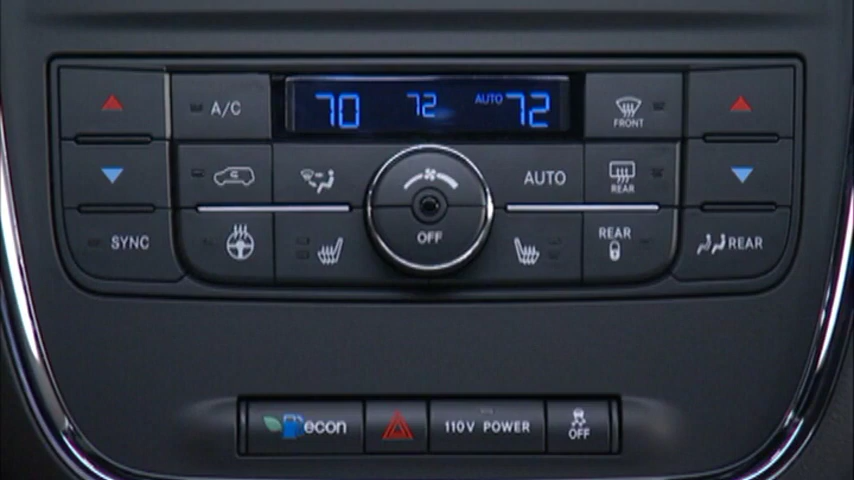 70 72 AUTO 72
A/C
FRONT
AUTO
REAR
SYNC
OFF
REAR
REAR
econ
110V POWER
OFF